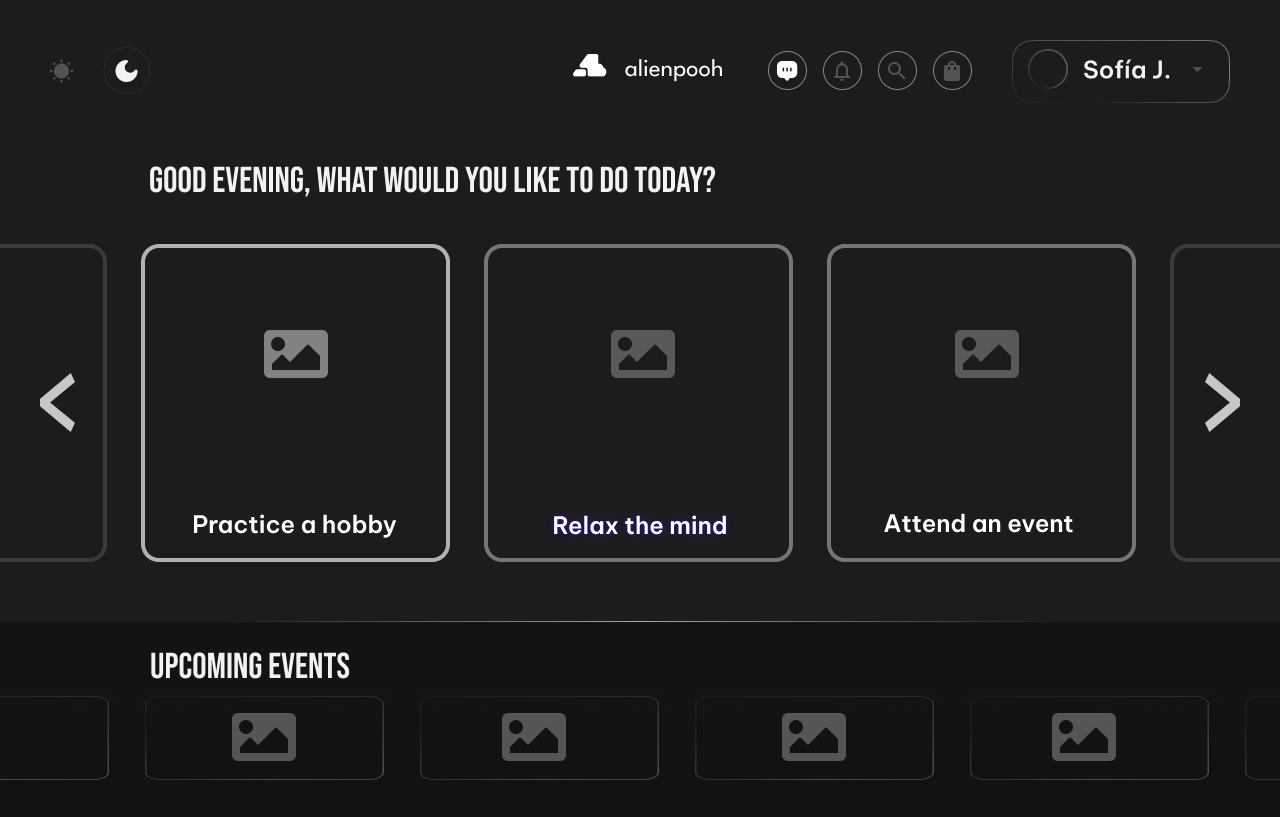 alienpooh
Sofía J.
GOOD EVENING, WHAT WOULD YOU LIKE TO DO TODAY?
Practice a hobby
Relax the mind
Attend an event
UPCOMING EVENTS